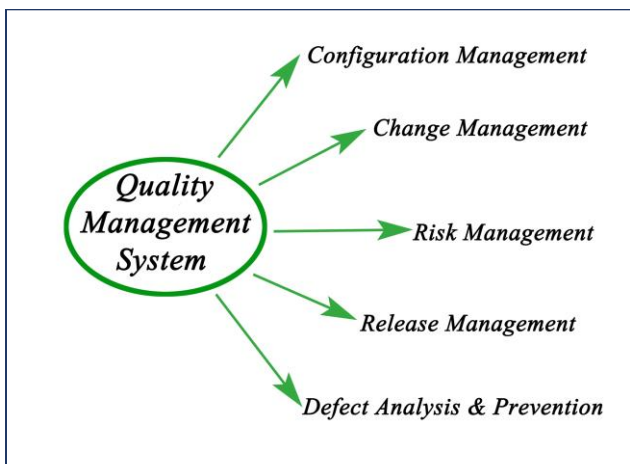 Configuration Management
Change Management
Quality
Management
System
Risk Management
Release Management
Defect Analysis & Prevention